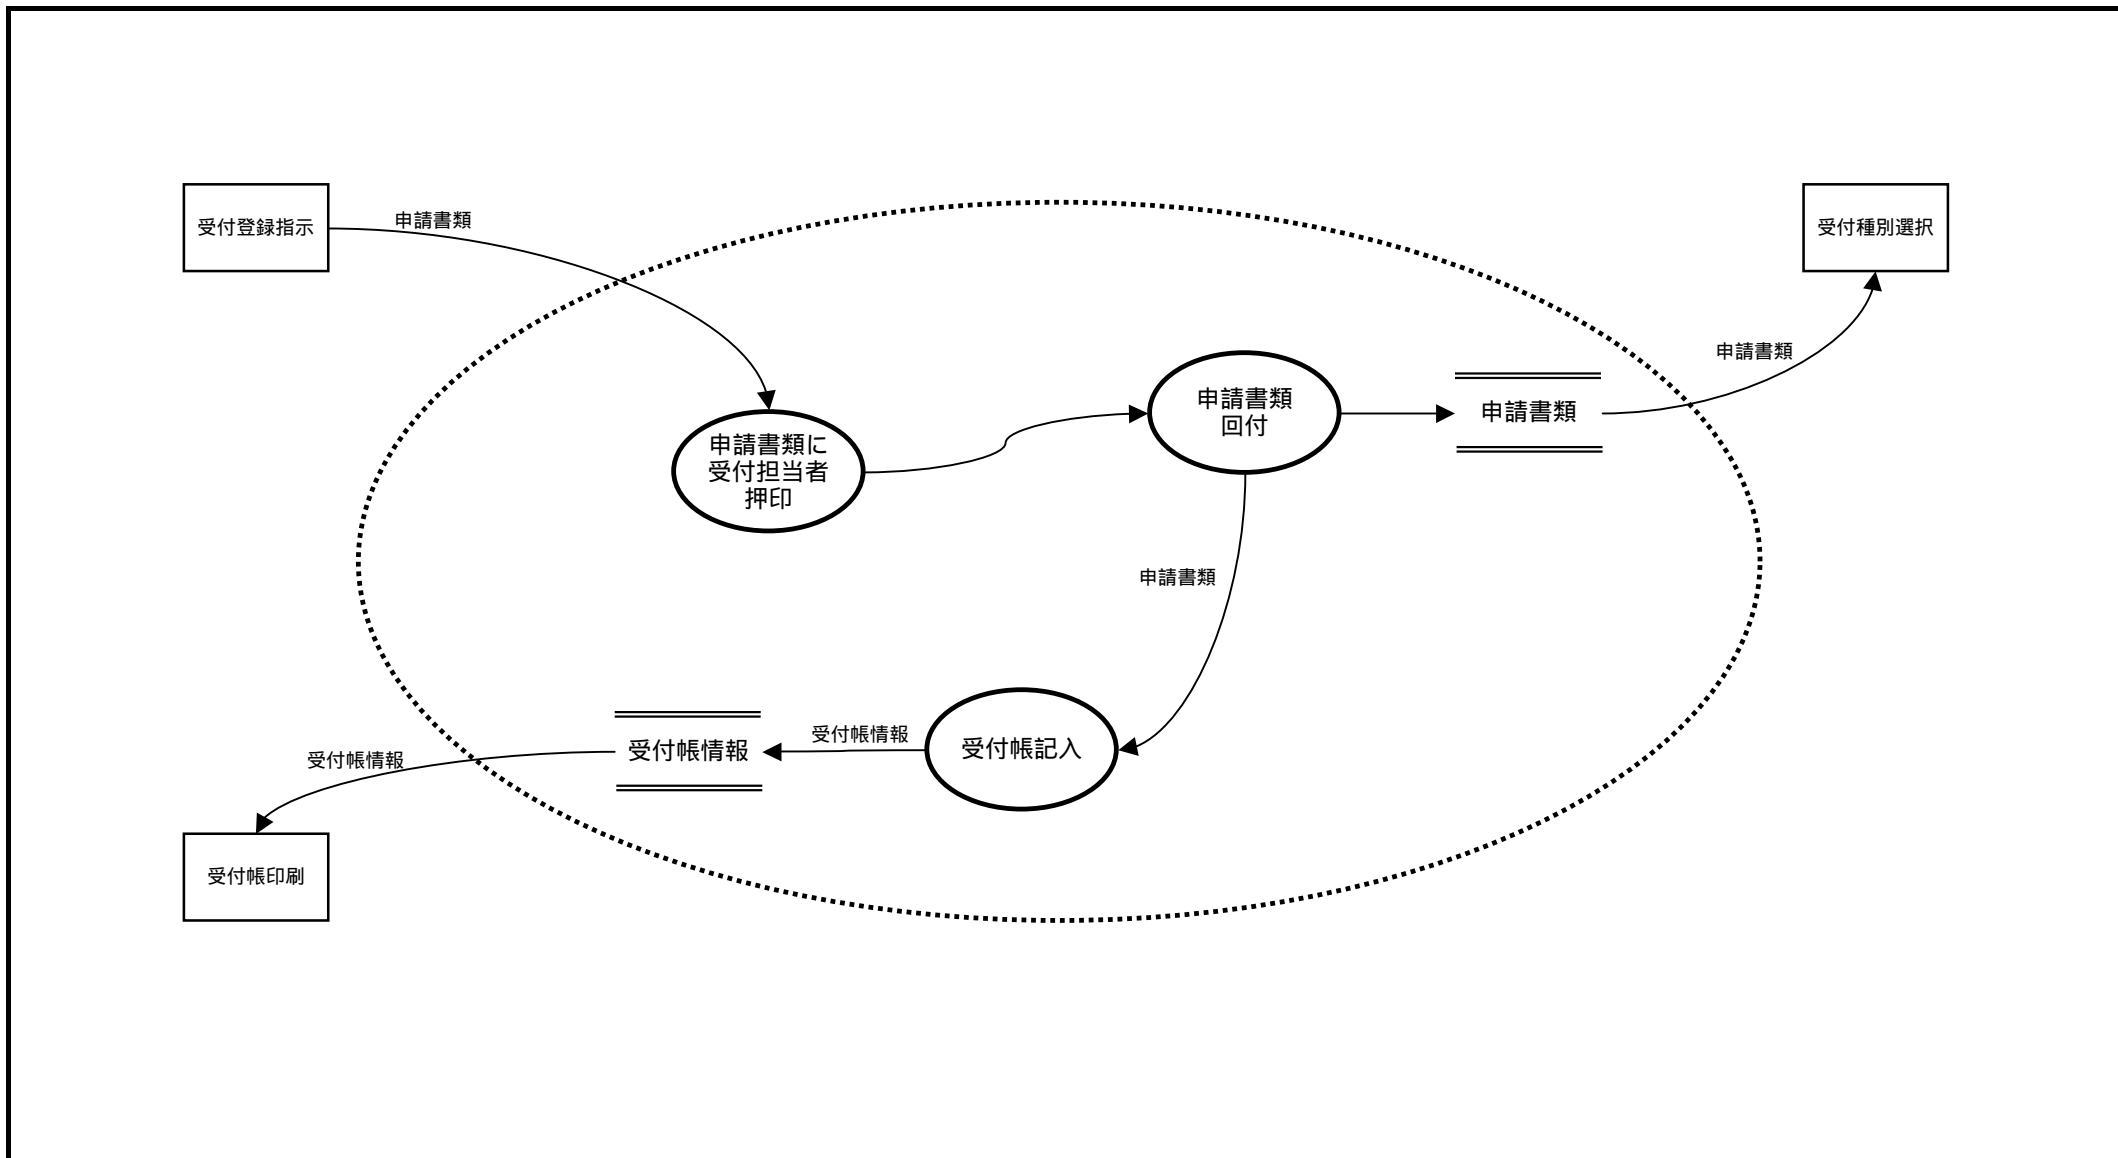 受付登録指示
申請書類
受付種別選択
申請書類
申請書類
回付
申請書類
申請書類に
受付担当者
押印
申請書類
受付帳情報
受付帳情報
受付帳記入
受付帳情報
受付帳印刷